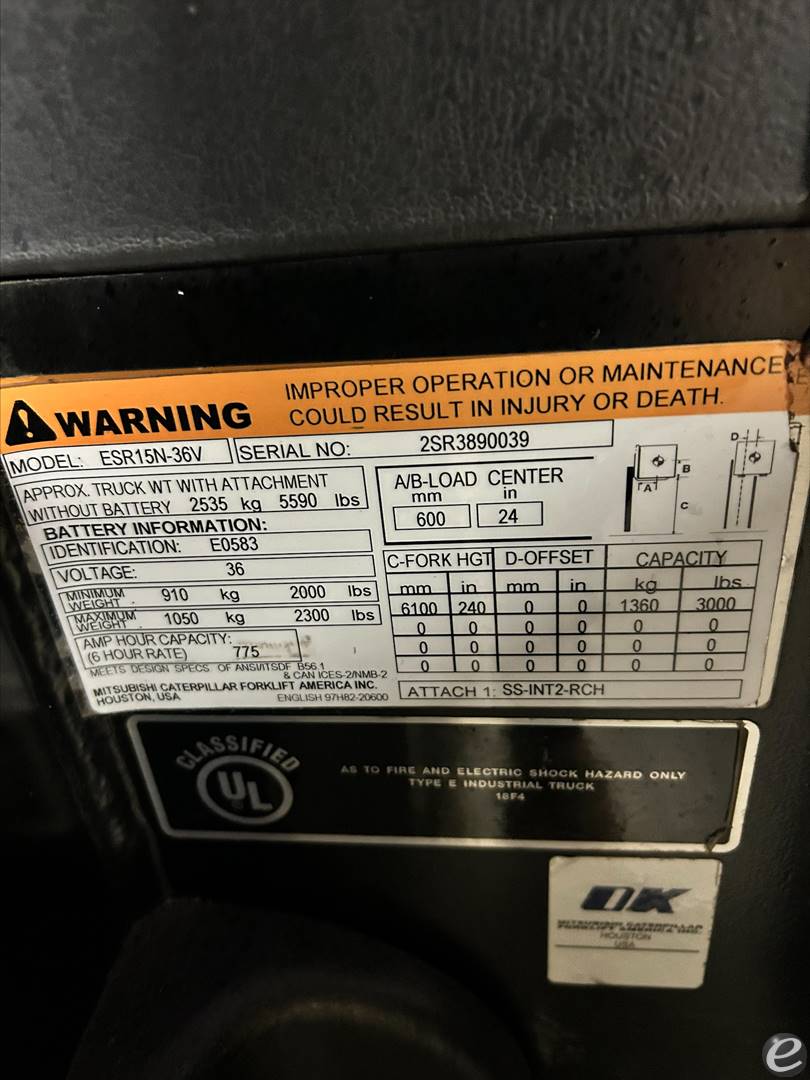 WARNING
IMPROPER OPERATION OR MAINTENANCE
COULD RESULT IN INJURY OR DEATH.
MODEL: ESR15N-36V
SERIAL NO: 2SR3890039
APPROX. TRUCK WT WITH ATTACHMENT
WITHOUT BATTERY 2535 kg 5590 lbs
BATTERY INFORMATION:
IDENTIFICATION: E0583
VOLTAGE: 36
MINIMUM WEIGHT 910 kg 2000 lbs
MAXIMUM WEIGHT 1050 kg 2300 lbs
AMP HOUR CAPACITY:
(6 HOUR RATE) 775
MEETS DESIGN SPECS OF ANSI/ITSDF B56.1
& CAN ICES-2/NMB-2
MITSUBISHI CATERPILLAR FORKLIFT AMERICA INC.
HOUSTON, USA
ENGLISH 97H82-20600
A/B-LOAD CENTER
mm in
600 24
A
B
C
D
C-FORK HGT D-OFFSET CAPACITY
mm in mm in kg lbs
6100 240 0 0 1360 3000
0 0 0 0 0 0
0 0 0 0 0 0
0 0 0 0 0 0
ATTACH 1: SS-INT2-RCH
CLASSIFIED
UL
AS TO FIRE AND ELECTRIC SHOCK HAZARD ONLY
TYPE E INDUSTRIAL TRUCK
18F4
OK
MITSUBISHI CATERPILLAR
FORKLIFT AMERICA INC.
HOUSTON
USA
e